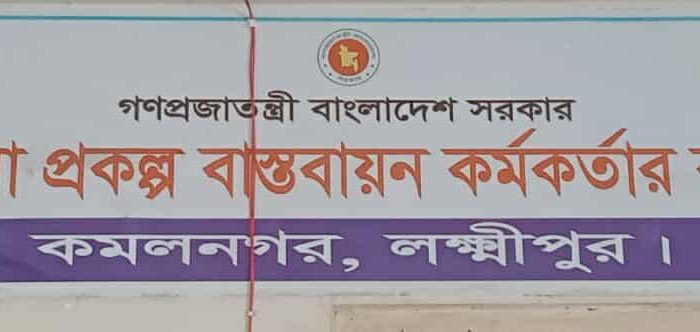 গণপ্রজাতন্ত্রী বাংলাদেশ সরকার
প্রকল্প বাস্তবায়ন কর্মকর্তার
কমলনগর, লক্ষ্মীপুর।